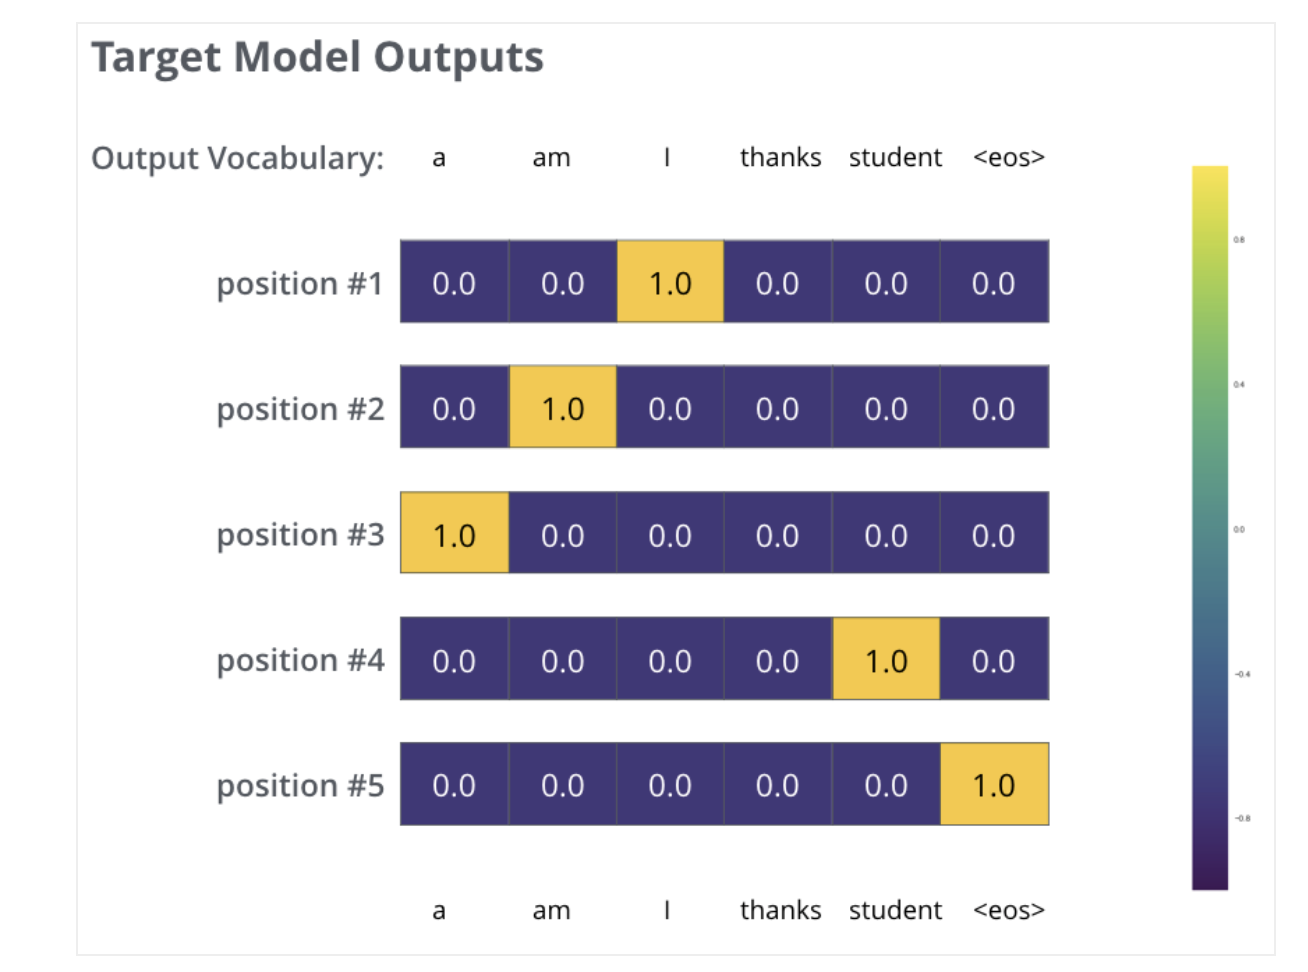 Target Model Outputs
Output Vocabulary: a am I thanks student <eos>
position #1 0.0 0.0 1.0 0.0 0.0 0.0
position #2 0.0 1.0 0.0 0.0 0.0 0.0
position #3 1.0 0.0 0.0 0.0 0.0 0.0
position #4 0.0 0.0 0.0 0.0 1.0 0.0
position #5 0.0 0.0 0.0 0.0 0.0 1.0
a am I thanks student <eos>
0.8
0.4
0.0
-0.4
-0.8